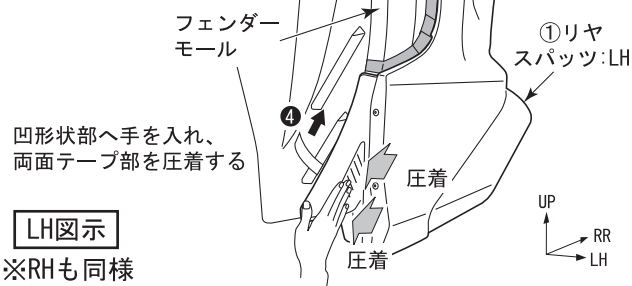 フェンダー
モール
①リヤ
スパッツ:LH
❹
凹形状部へ手を入れ、
両面テープ部を圧着する
圧着
圧着
LH図示
※RHも同様
UP
RR
LH